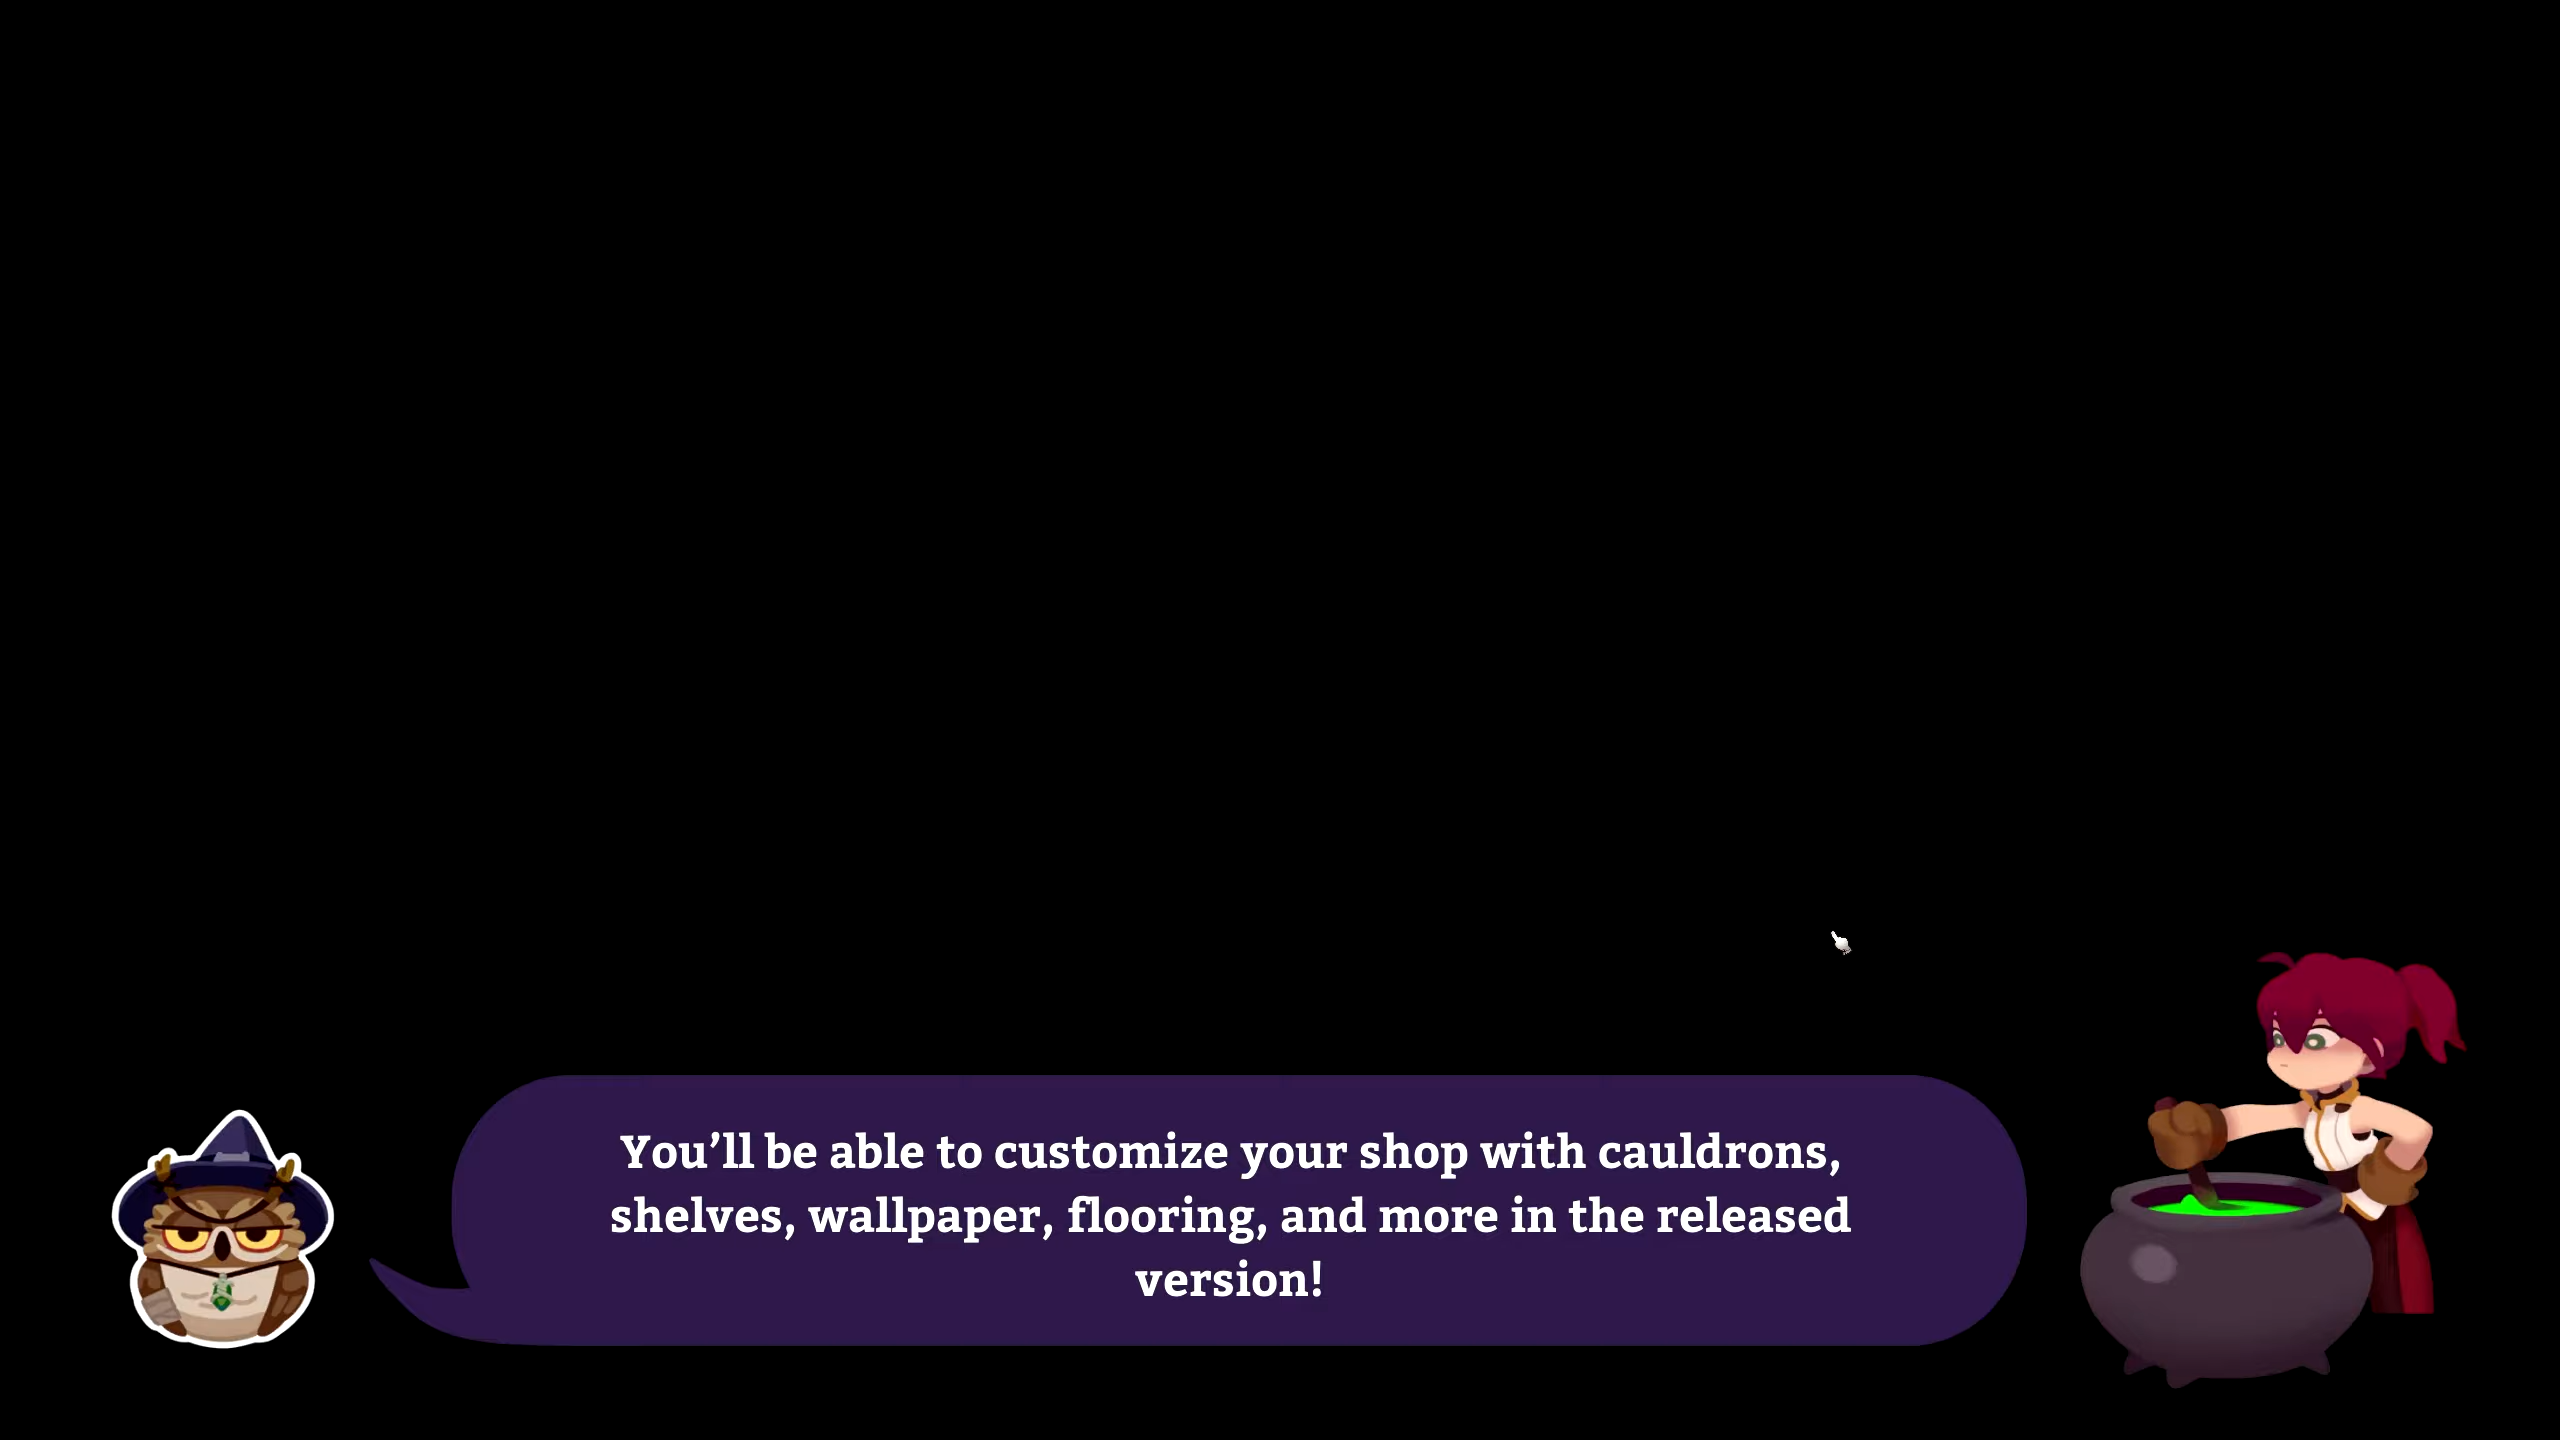 You’ll be able to customize your shop with cauldrons,
shelves, wallpaper, flooring, and more in the released
version!